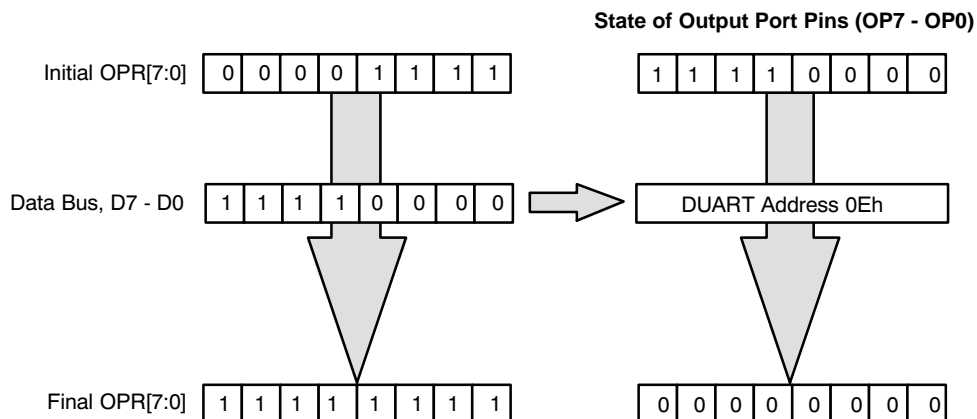 State of Output Port Pins (OP7 - OP0)
Initial OPR[7:0] 0 0 0 0 1 1 1 1 1 1 1 1 0 0 0 0
Data Bus, D7 - D0 1 1 1 1 0 0 0 0 DUART Address 0Eh
Final OPR[7:0] 1 1 1 1 1 1 1 1 0 0 0 0 0 0 0 0